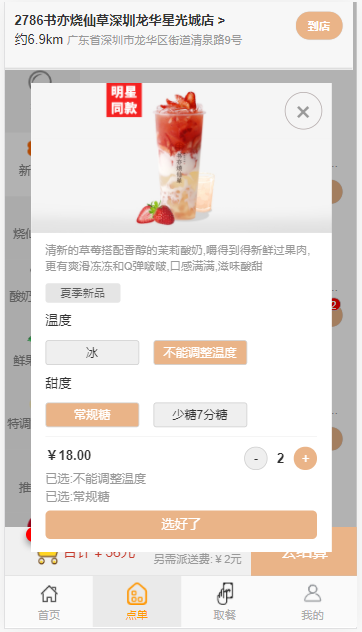 2786书亦烧仙草深圳龙华星光城店 >
到店
约6.9km 广东省深圳市龙华区街道清泉路9号
明星
同款
×
新
烧仙
酸奶
鲜果
特调
推
2
清新的草莓搭配香醇的茉莉酸奶,嚼得到得新鲜过果肉,
更有爽滑冻冻和Q弹啵啵,口感满满,滋味酸甜
夏季新品
温度
冰 不能调整温度
甜度
常规糖 少糖7分糖
￥18.00 - 2 +
已选:不能调整温度
已选:常规糖
选好了
合计￥36元 另需派送费:￥2元 去结算
首页 点单 取餐 我的